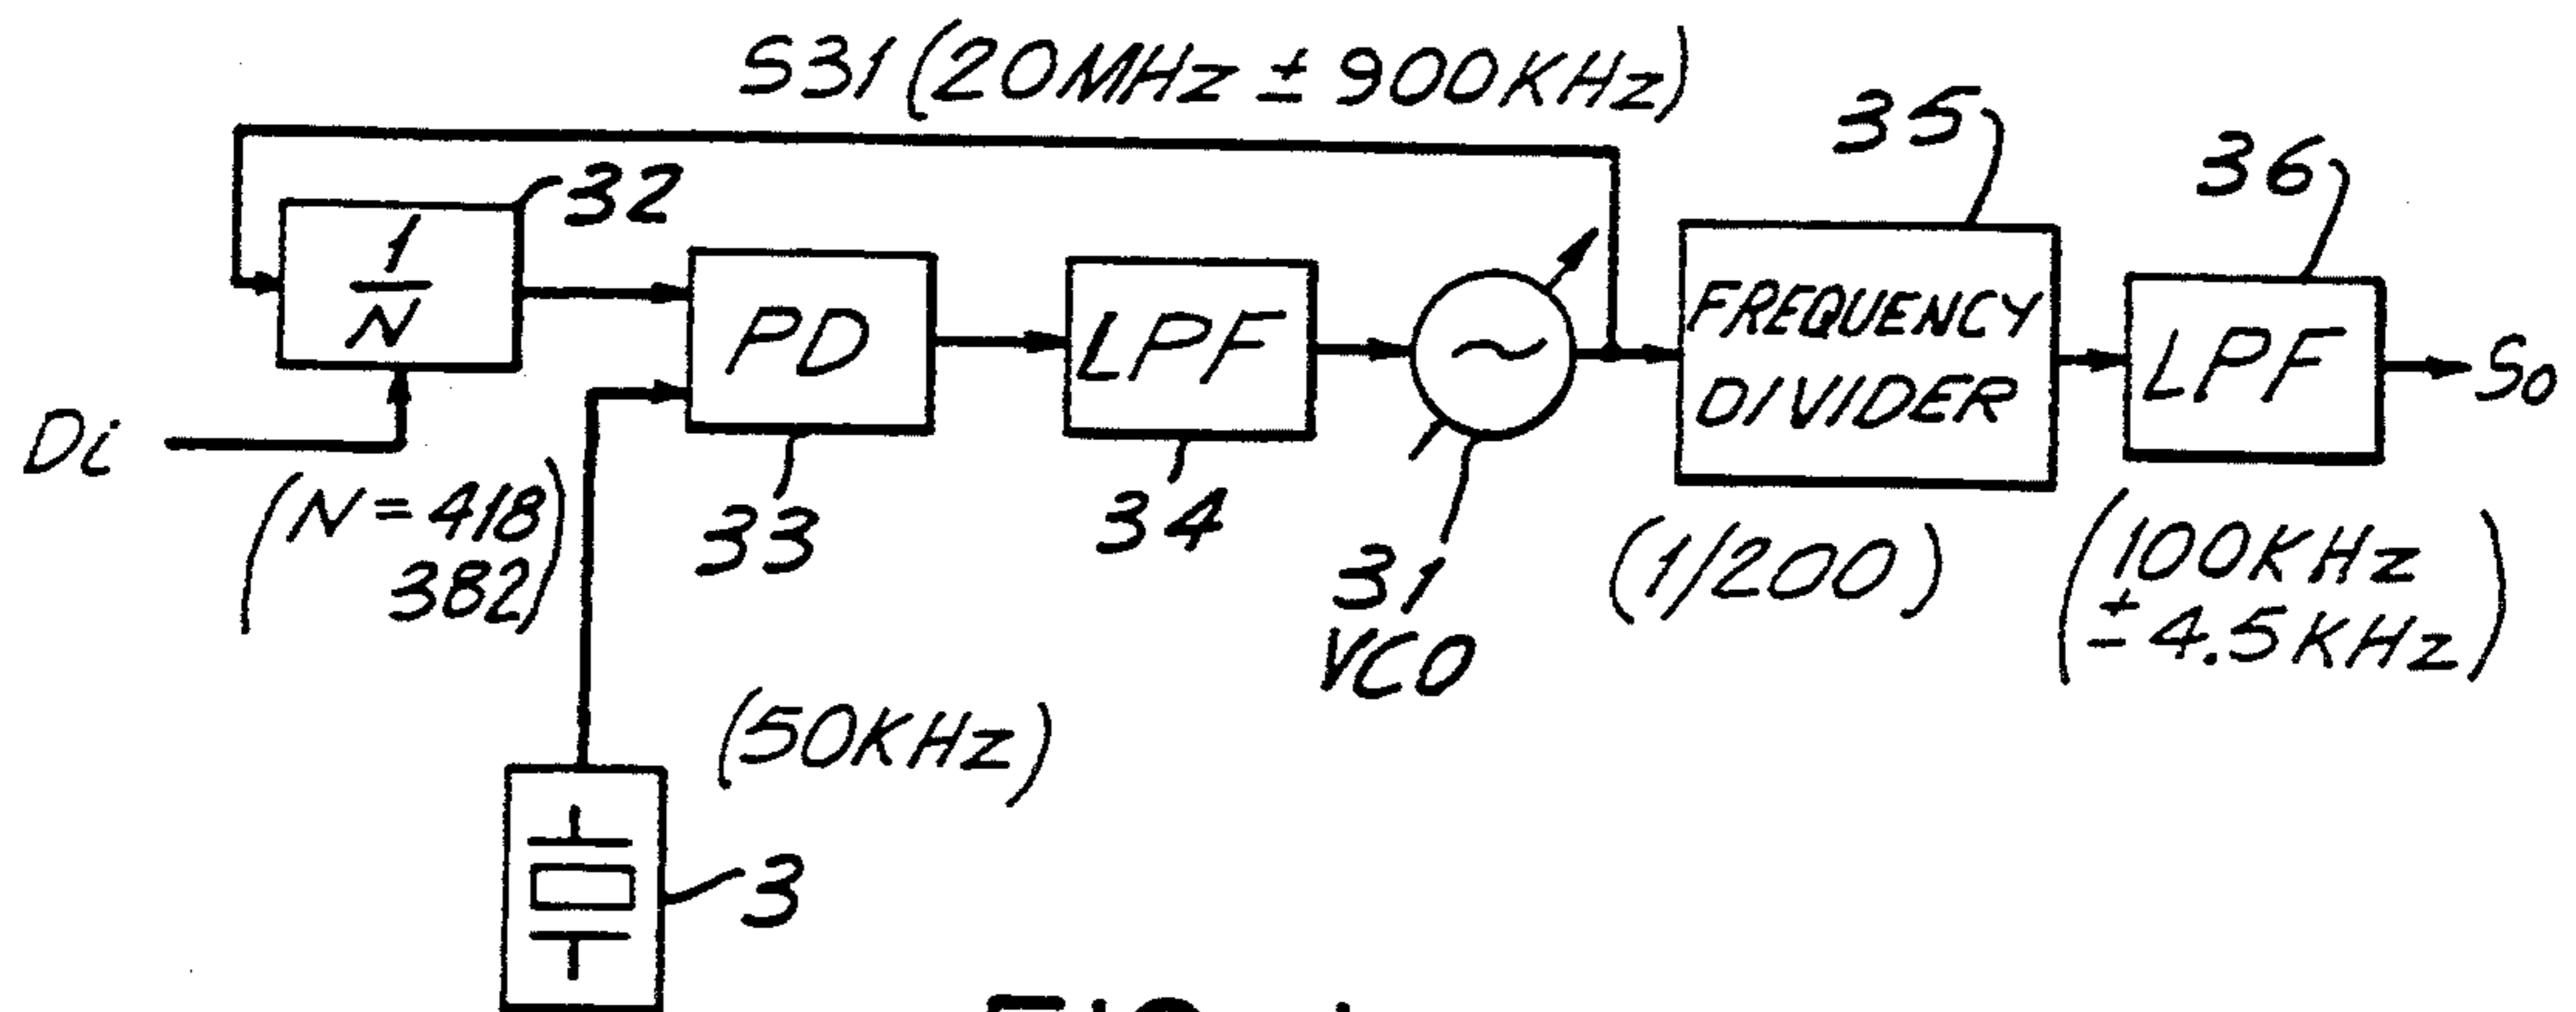 S31 (20MHz ± 900KHz)
35
36
32
1
N
PD
LPF
~
FREQUENCY
DIVIDER
LPF
So
Di
(N = 418
382)
33
34
31
VCO
(1/200)
(100KHz
± 4.5KHz)
(50KHz)
3